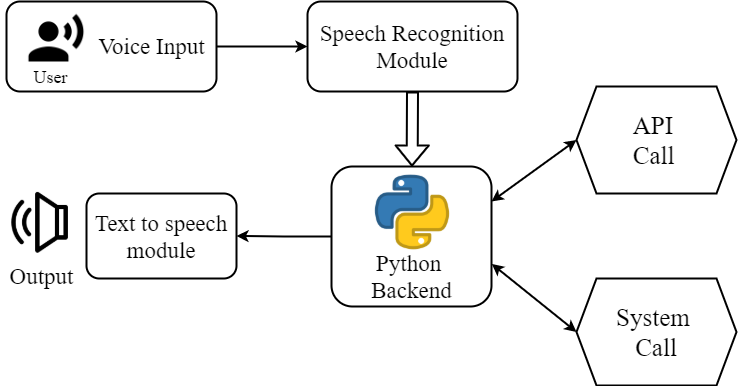 Voice Input
User
Speech Recognition
Module
API
Call
Text to speech
module
Output
Python
Backend
System
Call